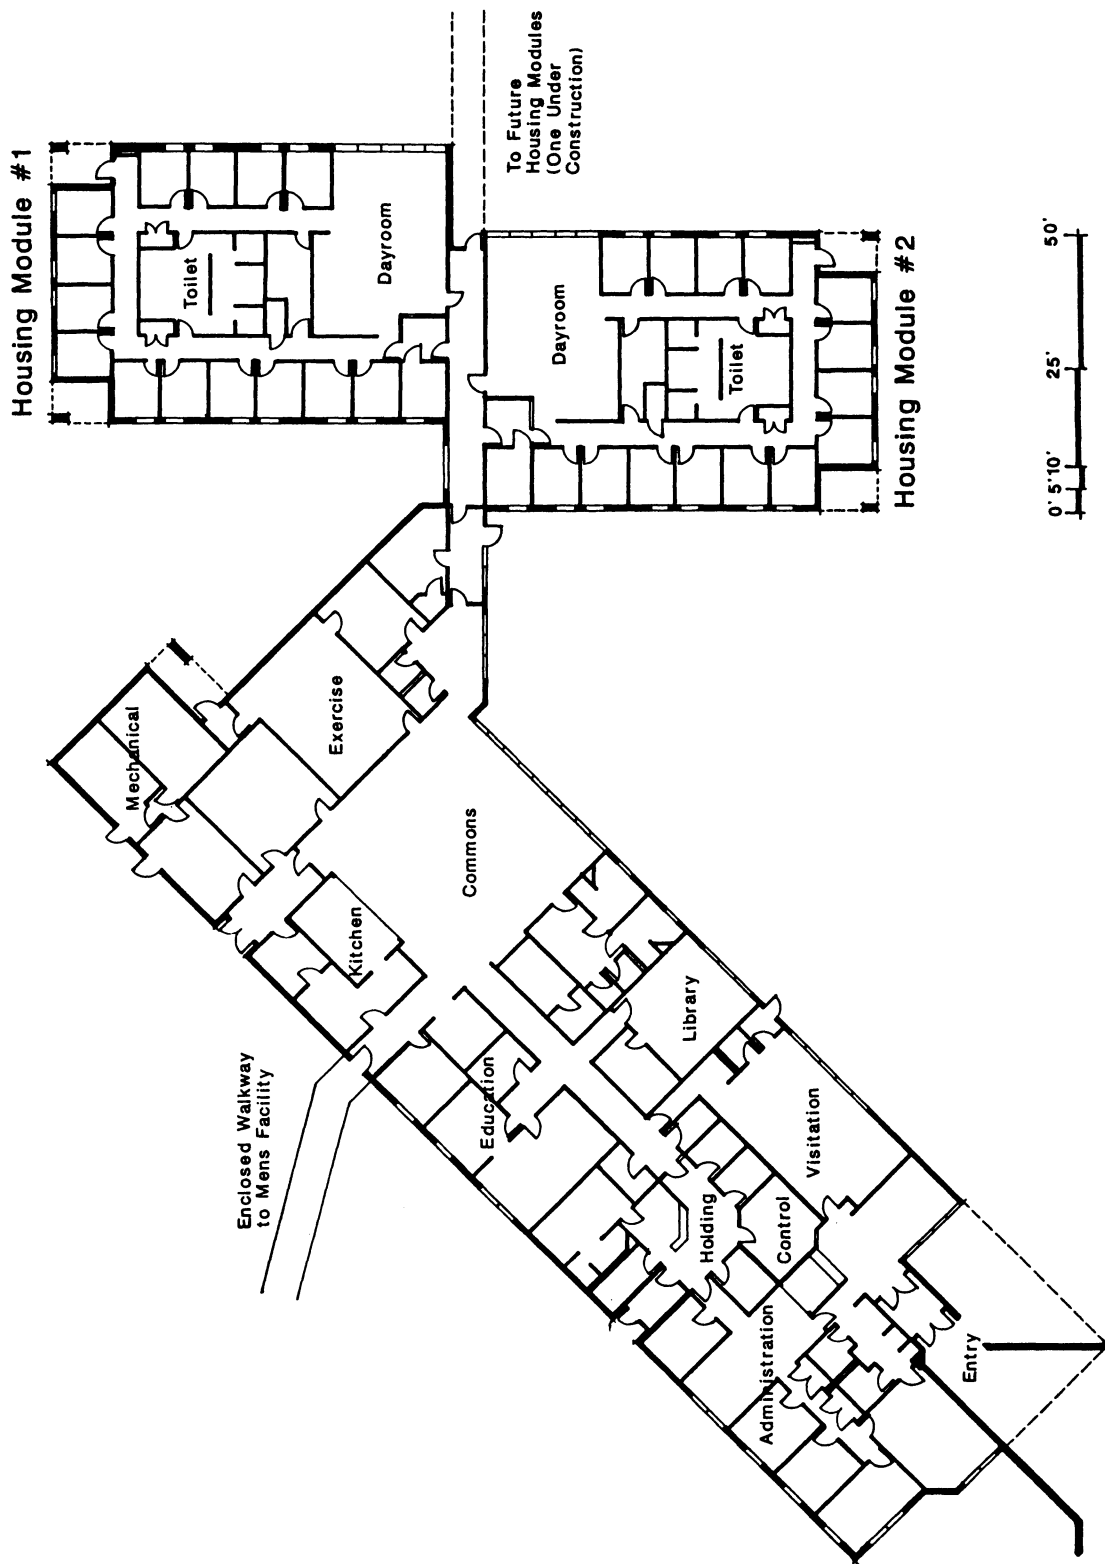 Housing Module #1
To Future
Housing Modules
(One Under
Construction)
Toilet
Dayroom
Dayroom
Toilet
Housing Module #2
0' 5' 10' 25' 50'
Mechanical
Exercise
Commons
Kitchen
Enclosed Walkway
to Mens Facility
Education
Library
Visitation
Holding
Control
Administration
Entry